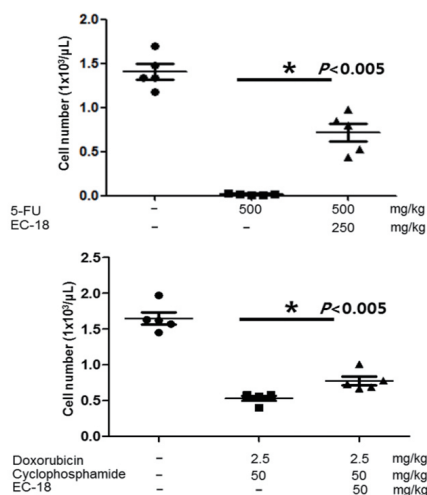 2.0
* P<0.005
1.5
1.0
0.5
0.0
Cell number (1x10³/μL)
5-FU – 500 500 mg/kg
EC-18 – – 250 mg/kg
2.5
2.0
* P<0.005
1.5
1.0
0.5
0.0
Cell number (1x10³/μL)
Doxorubicin – 2.5 2.5 mg/kg
Cyclophosphamide – 50 50 mg/kg
EC-18 – – 50 mg/kg